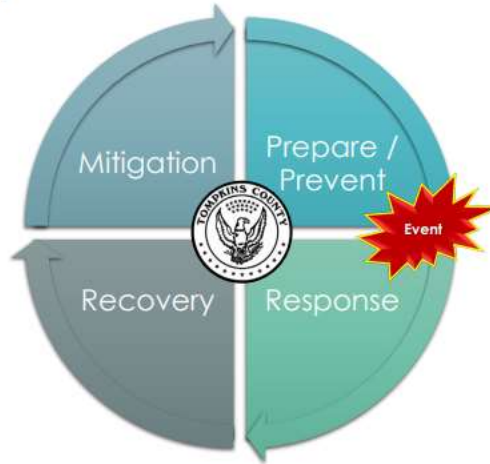 Mitigation
Prepare /
Prevent
TOMPKINS COUNTY
Event
Recovery
Response